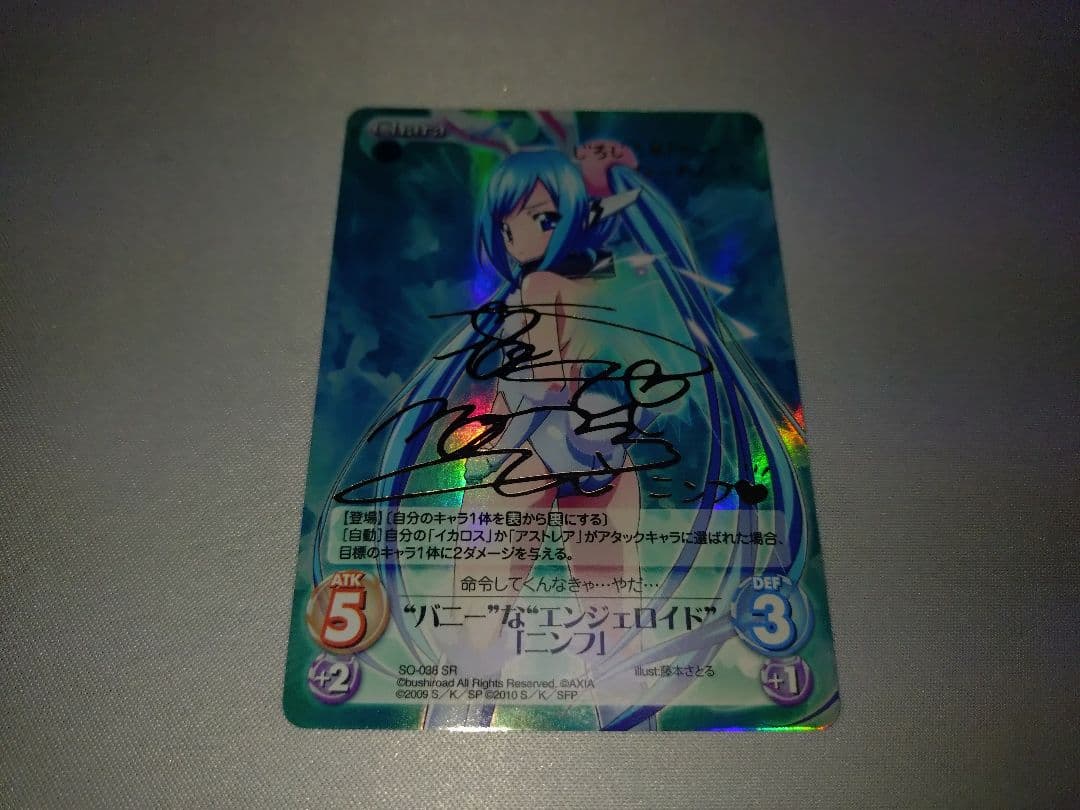 Chara
じろじ
ニンフ♥
【登場】〔自分のキャラ1体を表から裏にする〕
【自動】自分の「イカロス」か「アストレア」がアタックキャラに選ばれた場合、
目標のキャラ1体に2ダメージを与える。
命令してくんなきゃ…やだ…
ATK
5
+2
“バニー”な“エンジェロイド”
「ニンフ」
DEF
3
+1
SO-038 SR
illust:藤本さとる
©bushiroad All Rights Reserved. ©AXIA
©2009 S/K/SP ©2010 S/K/SFP